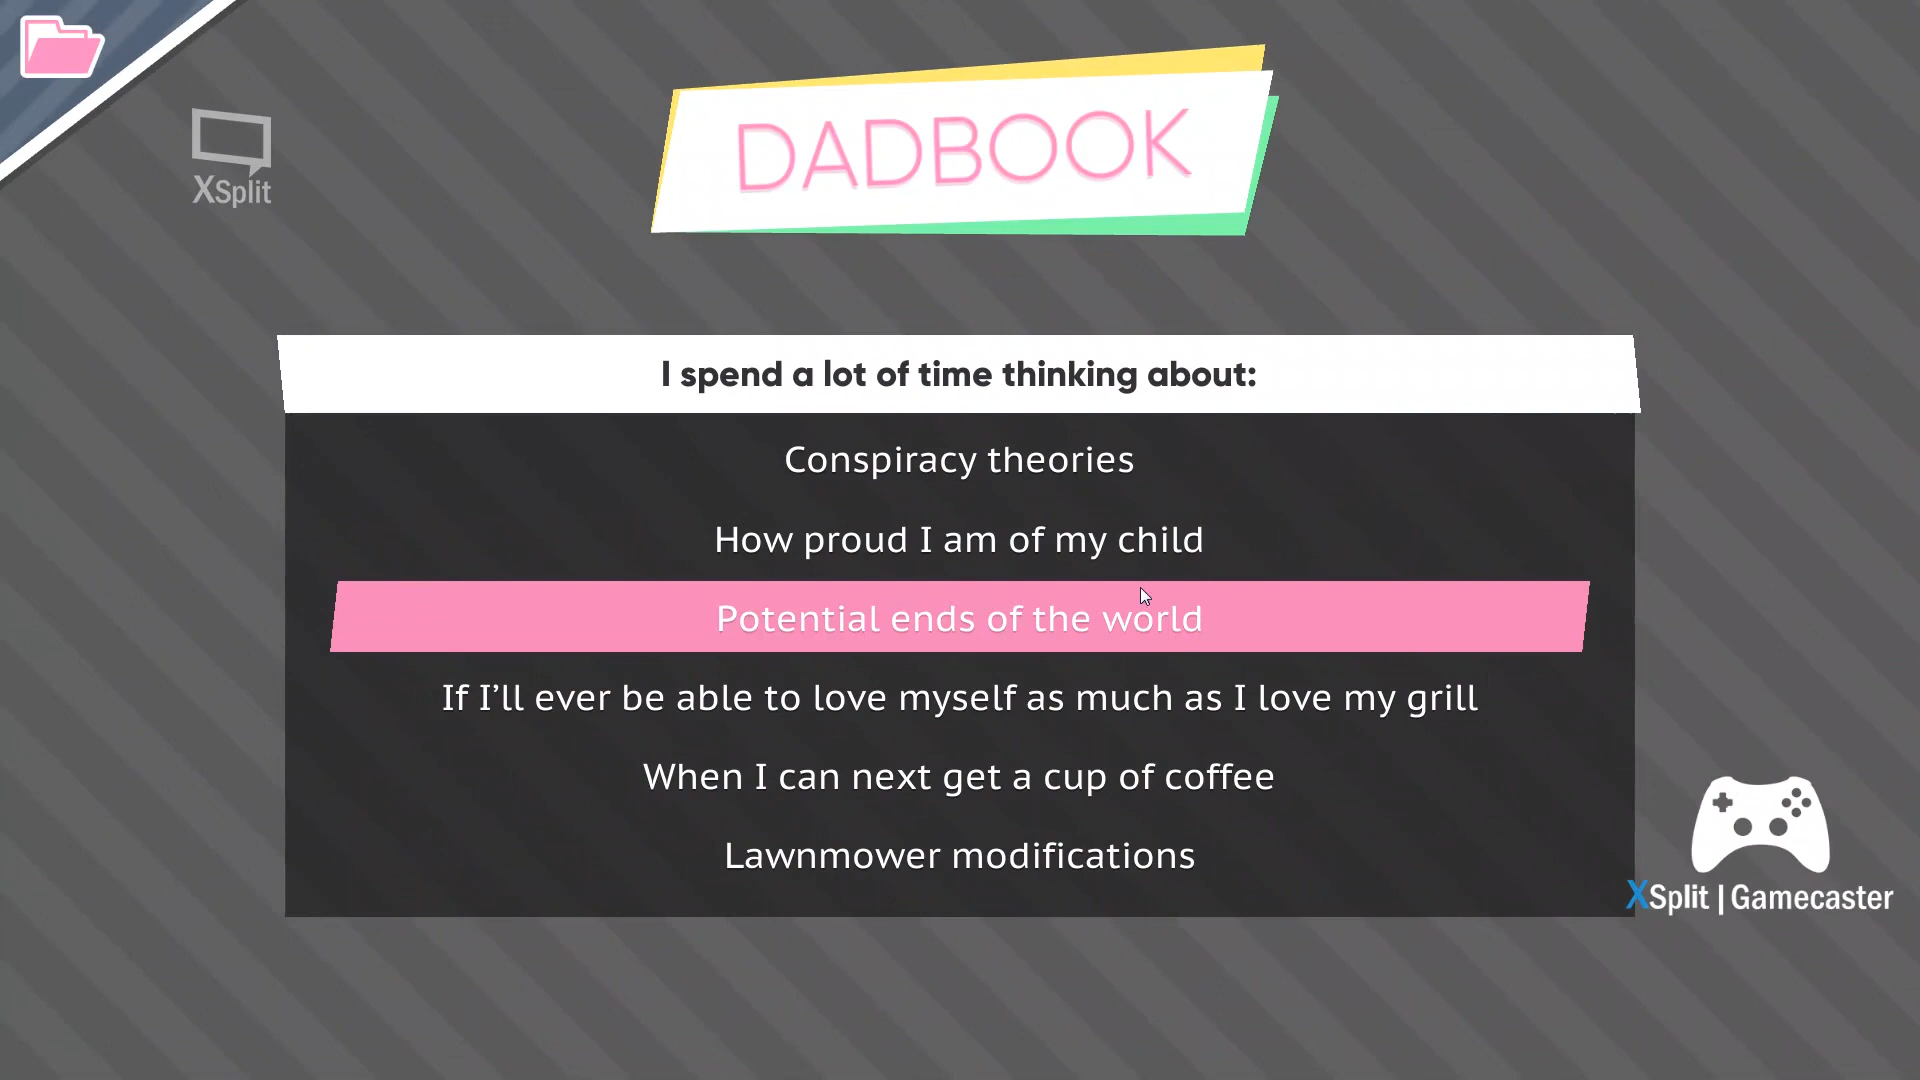 XSplit
DADBOOK
I spend a lot of time thinking about:
Conspiracy theories
How proud I am of my child
Potential ends of the world
If I’ll ever be able to love myself as much as I love my grill
When I can next get a cup of coffee
Lawnmower modifications
XSplit | Gamecaster